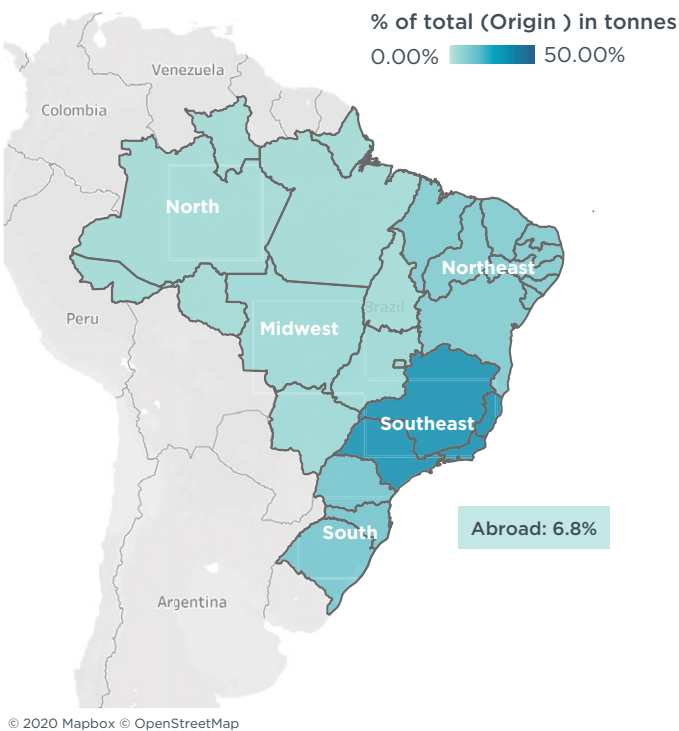 % of total (Origin ) in tonnes
0.00% 50.00%
Venezuela
Colombia
North
Northeast
Brazil
Peru
Midwest
Southeast
South
Abroad: 6.8%
Argentina
© 2020 Mapbox © OpenStreetMap